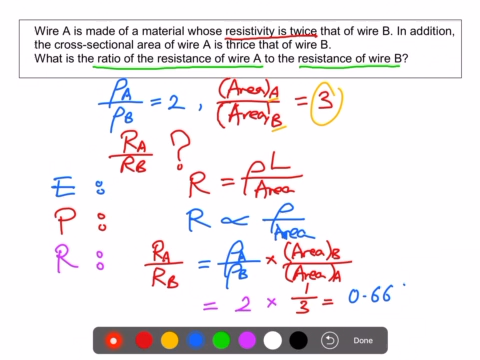 Wire A is made of a material whose resistivity is twice that of wire B. In addition,
the cross-sectional area of wire A is thrice that of wire B.
What is the ratio of the resistance of wire A to the resistance of wire B?
ρA/ρB = 2, (Area)A/(Area)B = 3
RA/RB ?
E : R = ρL/Area
P : R ∝ ρ/Area
R : RA/RB = ρA/ρB × (Area)B/(Area)A
= 2 × 1/3 = 0.66
Done